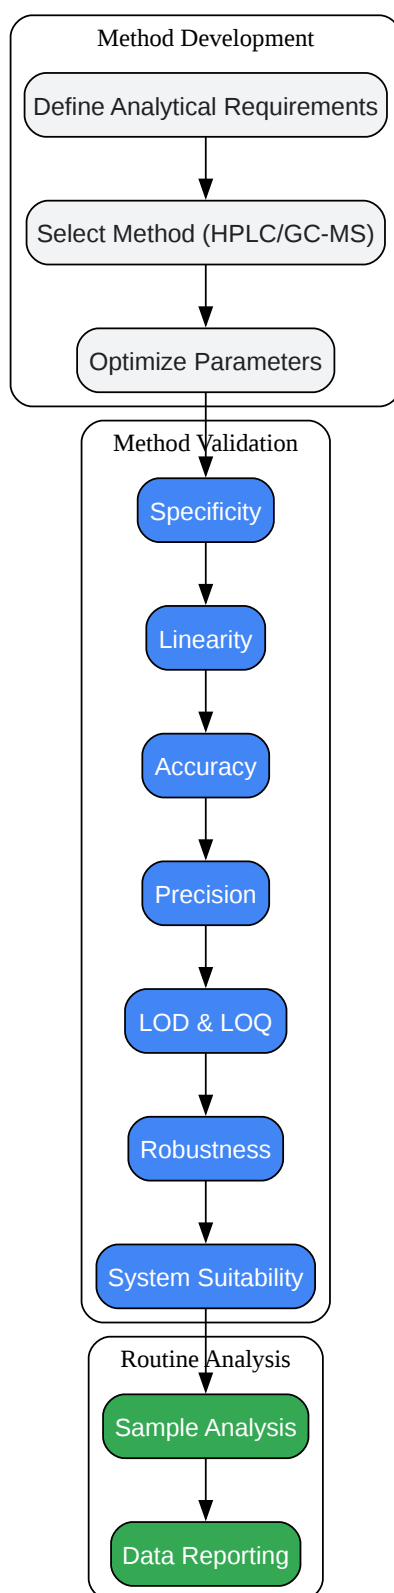 Method Development
Define Analytical Requirements
Select Method (HPLC/GC-MS)
Optimize Parameters
Method Validation
Specificity
Linearity
Accuracy
Precision
LOD & LOQ
Robustness
System Suitability
Routine Analysis
Sample Analysis
Data Reporting